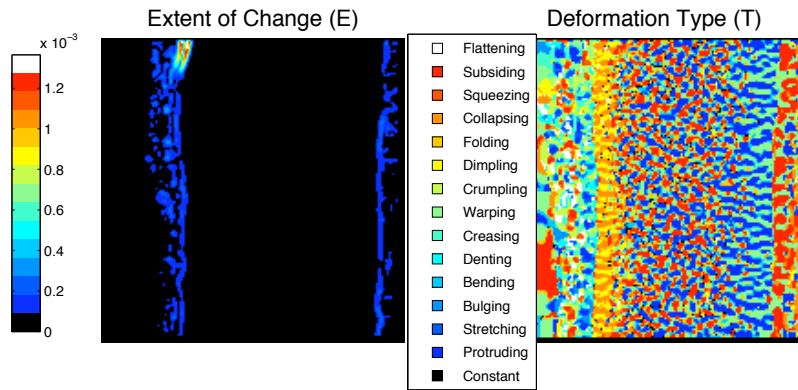 Extent of Change (E)
Deformation Type (T)
x 10⁻³
1.2
1
0.8
0.6
0.4
0.2
0
Flattening
Subsiding
Squeezing
Collapsing
Folding
Dimpling
Crumpling
Warping
Creasing
Denting
Bending
Bulging
Stretching
Protruding
Constant